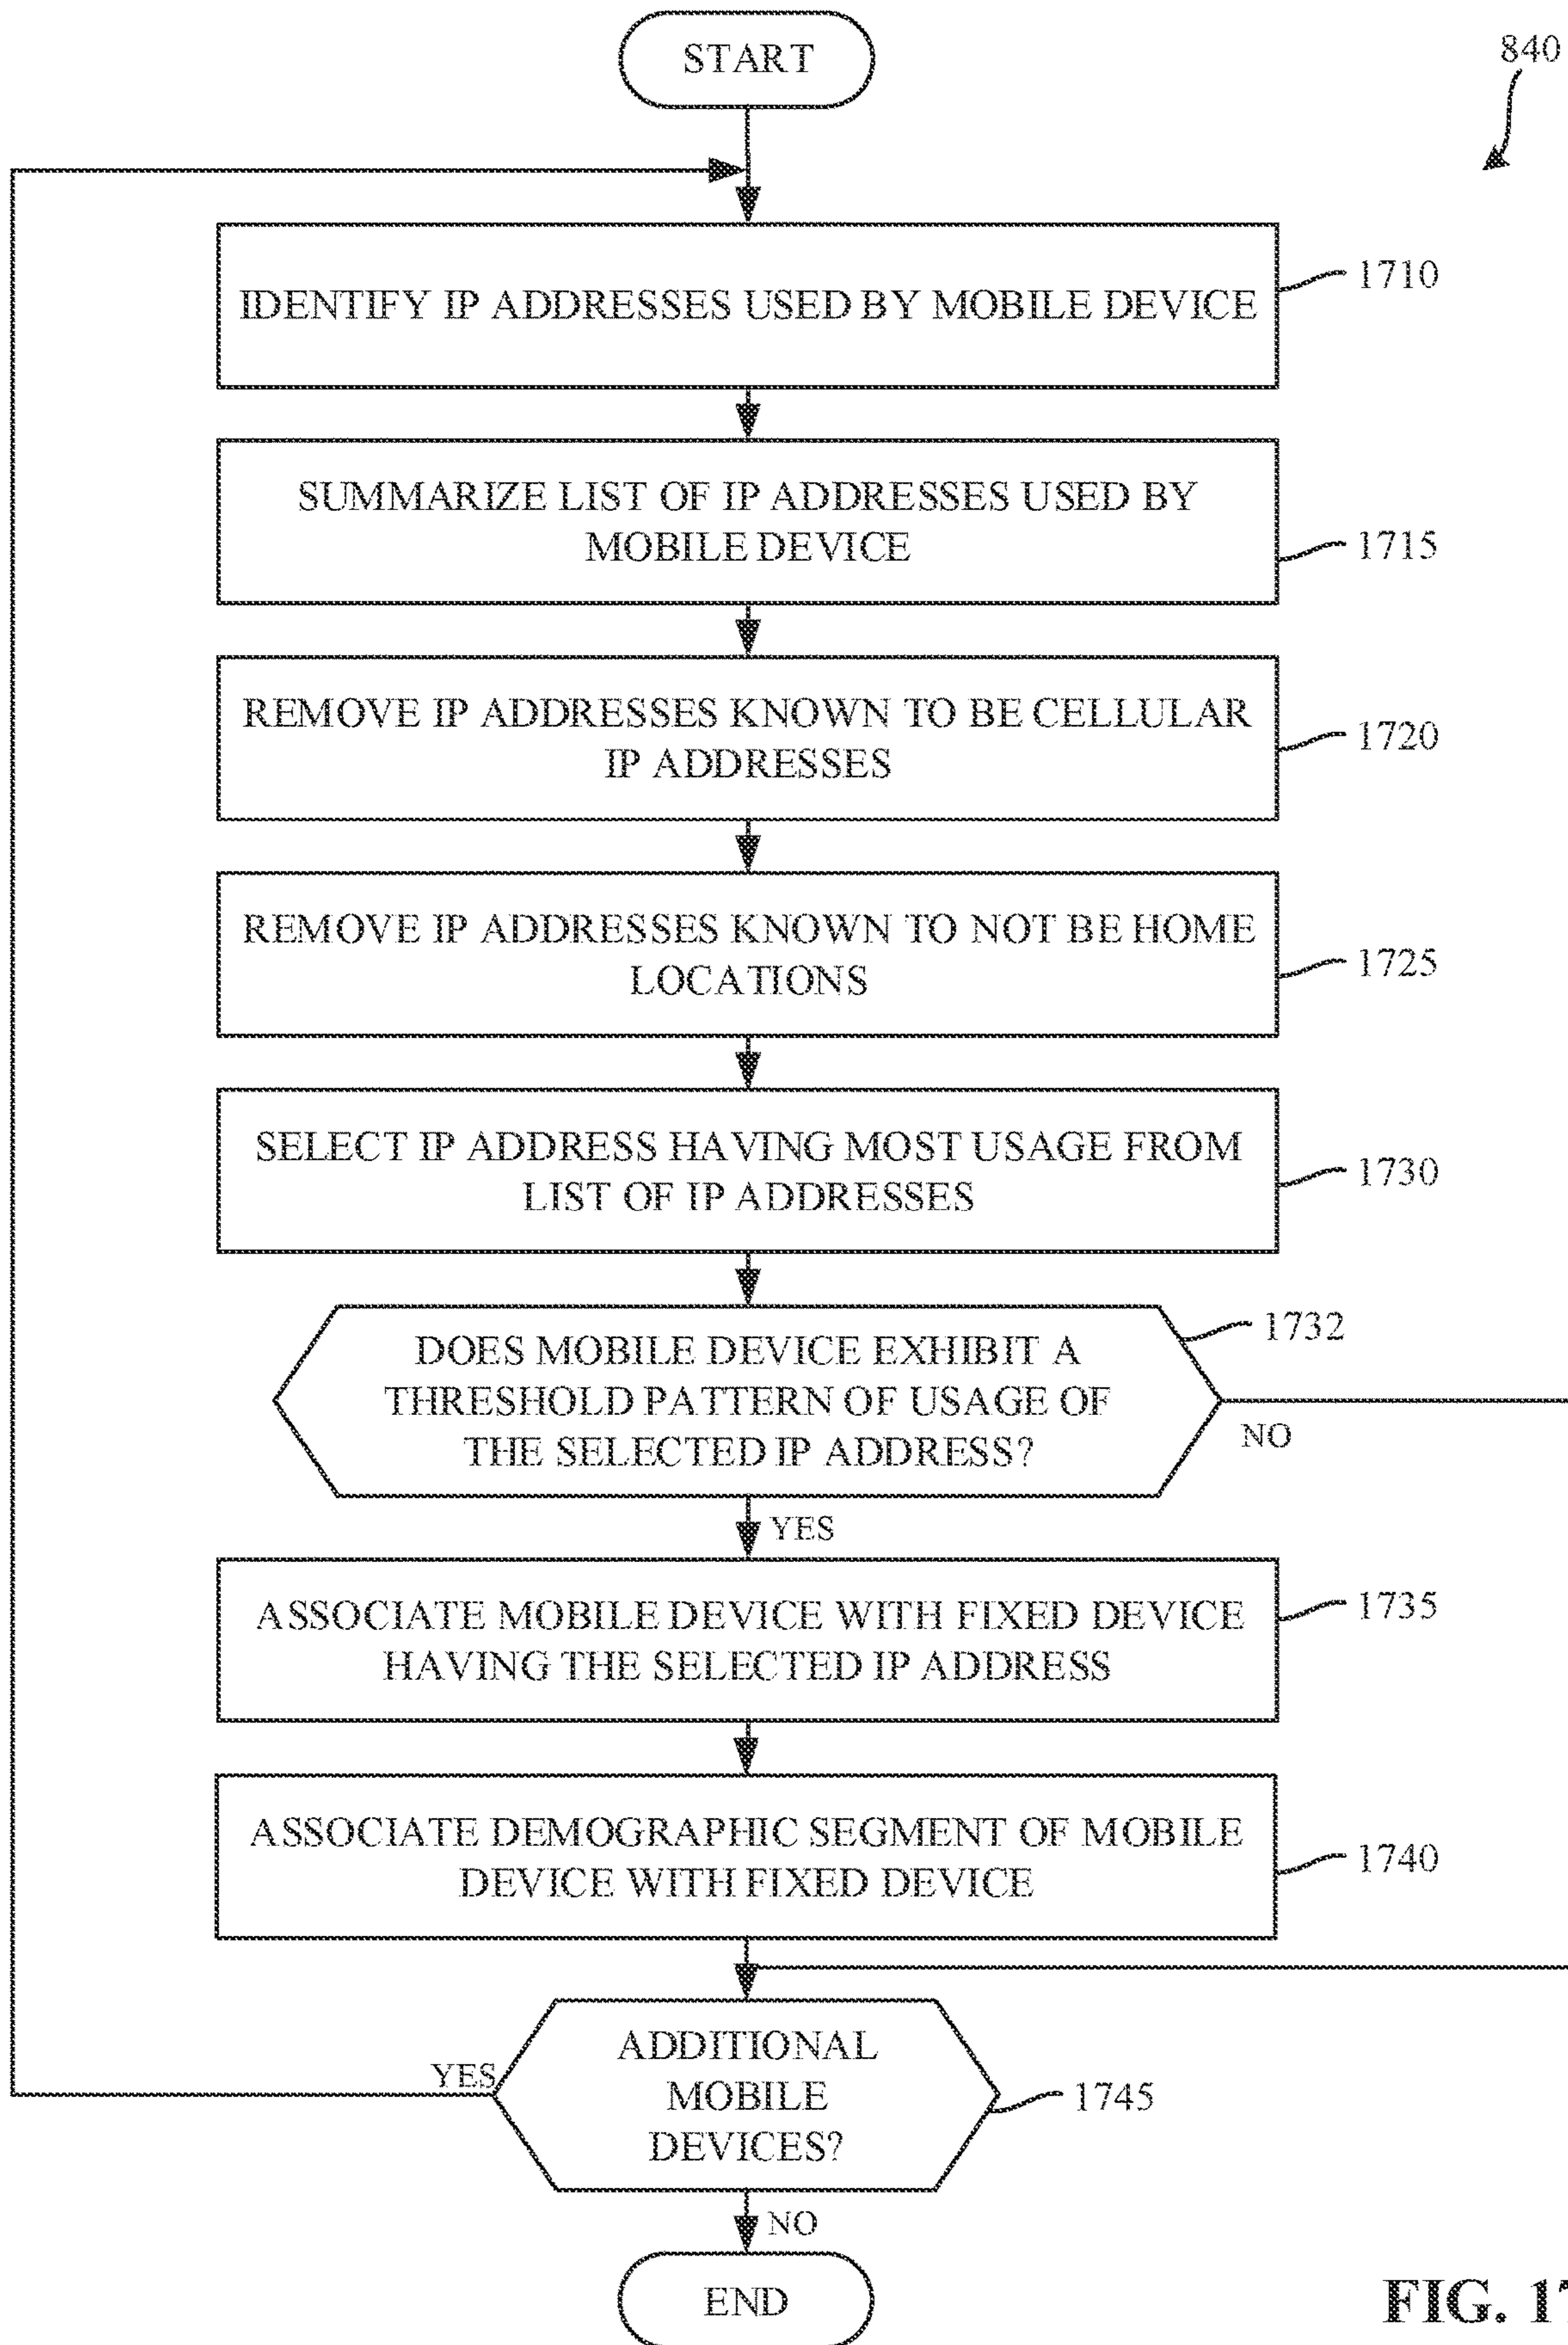 START
840
IDENTIFY IP ADDRESSES USED BY MOBILE DEVICE
1710
SUMMARIZE LIST OF IP ADDRESSES USED BY
MOBILE DEVICE
1715
REMOVE IP ADDRESSES KNOWN TO BE CELLULAR
IP ADDRESSES
1720
REMOVE IP ADDRESSES KNOWN TO NOT BE HOME
LOCATIONS
1725
SELECT IP ADDRESS HAVING MOST USAGE FROM
LIST OF IP ADDRESSES
1730
DOES MOBILE DEVICE EXHIBIT A
THRESHOLD PATTERN OF USAGE OF
THE SELECTED IP ADDRESS?
1732
NO
YES
ASSOCIATE MOBILE DEVICE WITH FIXED DEVICE
HAVING THE SELECTED IP ADDRESS
1735
ASSOCIATE DEMOGRAPHIC SEGMENT OF MOBILE
DEVICE WITH FIXED DEVICE
1740
YES
ADDITIONAL
MOBILE
DEVICES?
1745
NO
END
FIG. 17